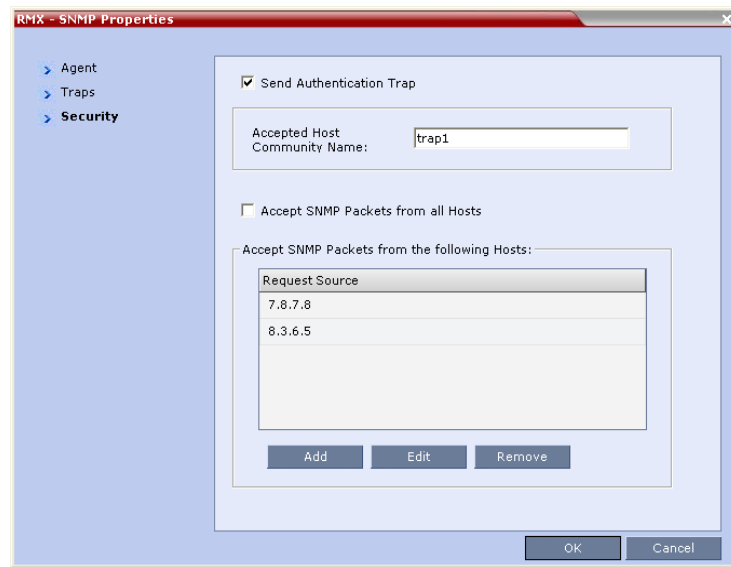 RMX - SNMP Properties
Agent
Traps
Security
Send Authentication Trap
Accepted Host
Community Name:
trap1
Accept SNMP Packets from all Hosts
Accept SNMP Packets from the following Hosts:
Request Source
7.8.7.8
8.3.6.5
Add
Edit
Remove
OK
Cancel